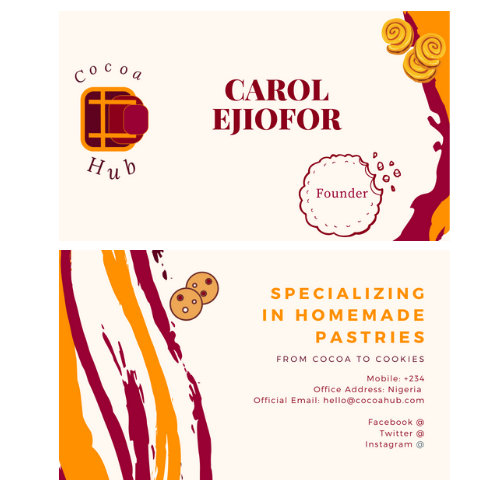 Cocoa
Hub
CAROL
EJIOFOR
Founder
SPECIALIZING
IN HOMEMADE
PASTRIES
FROM COCOA TO COOKIES
Mobile: +234
Office Address: Nigeria
Official Email: hello@cocoahub.com
Facebook @
Twitter @
Instagram @